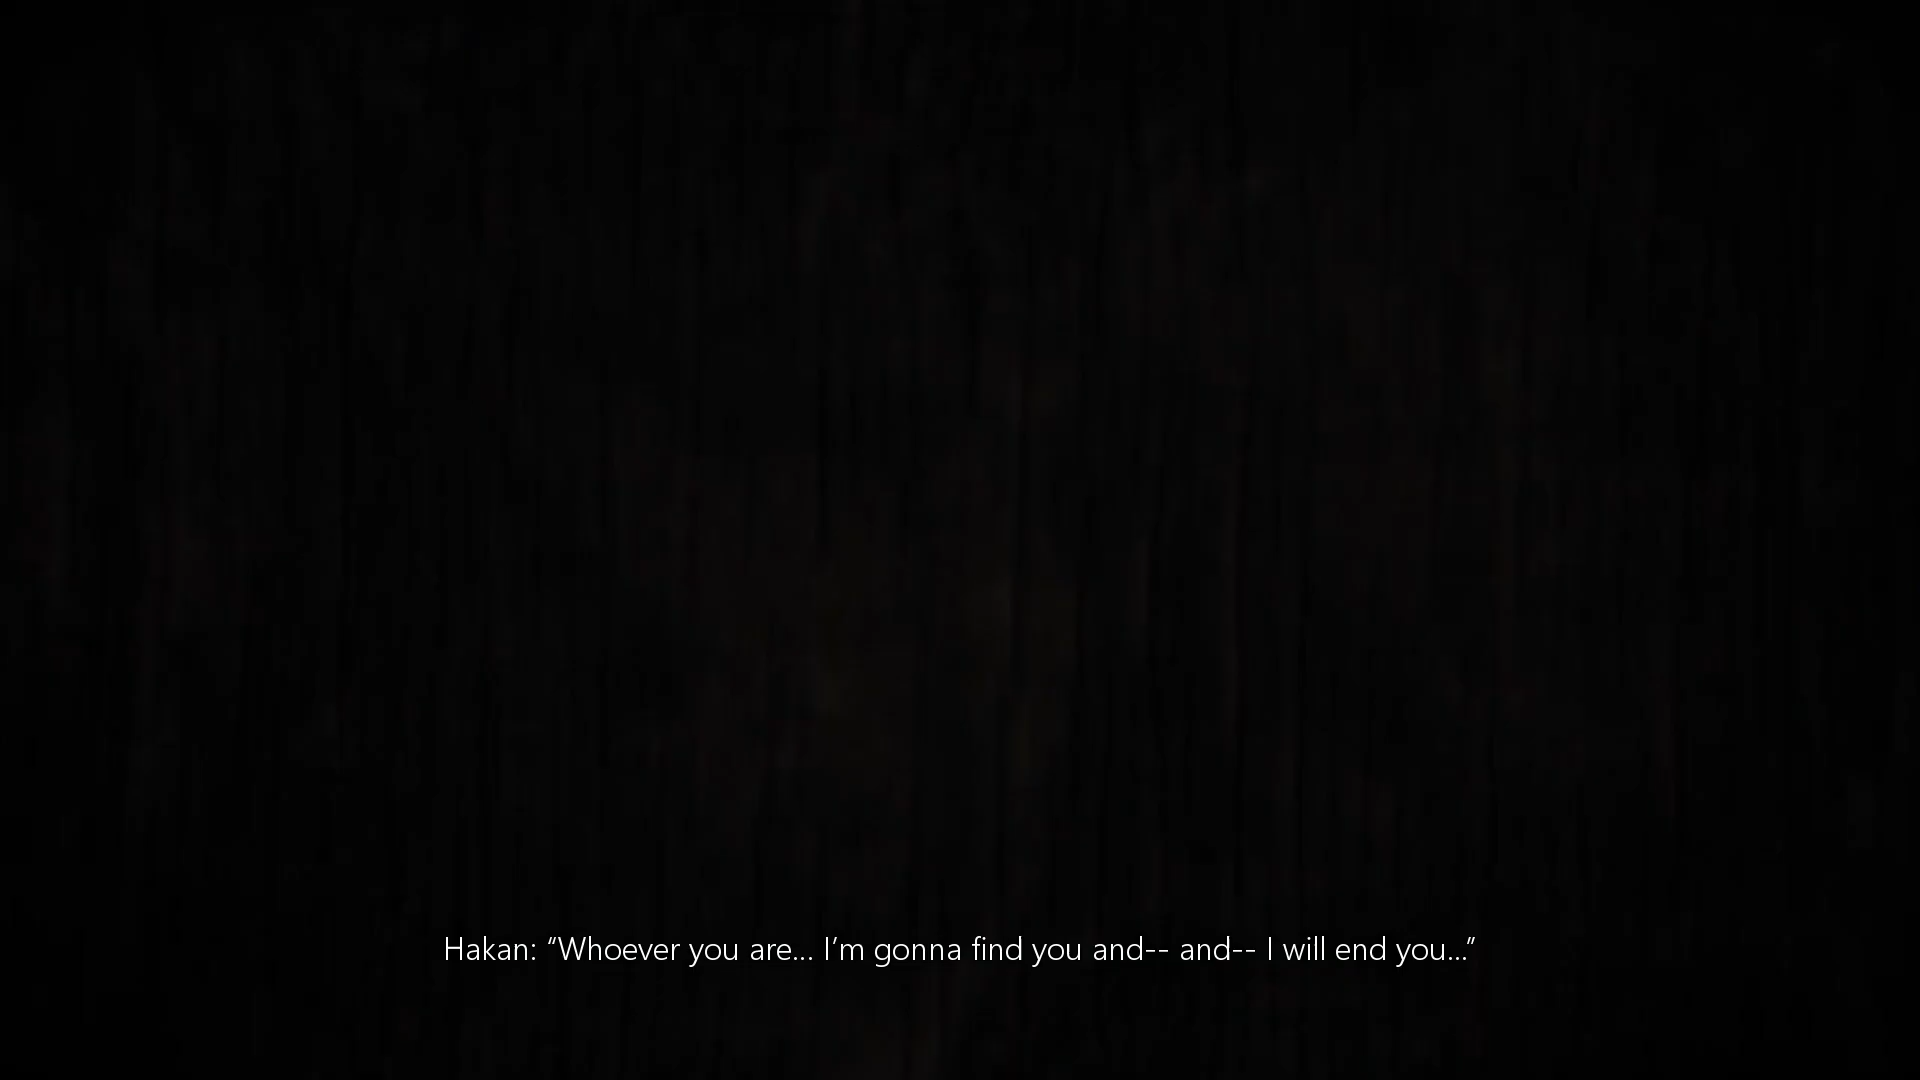 Hakan: “Whoever you are... I’m gonna find you and-- and-- I will end you...”